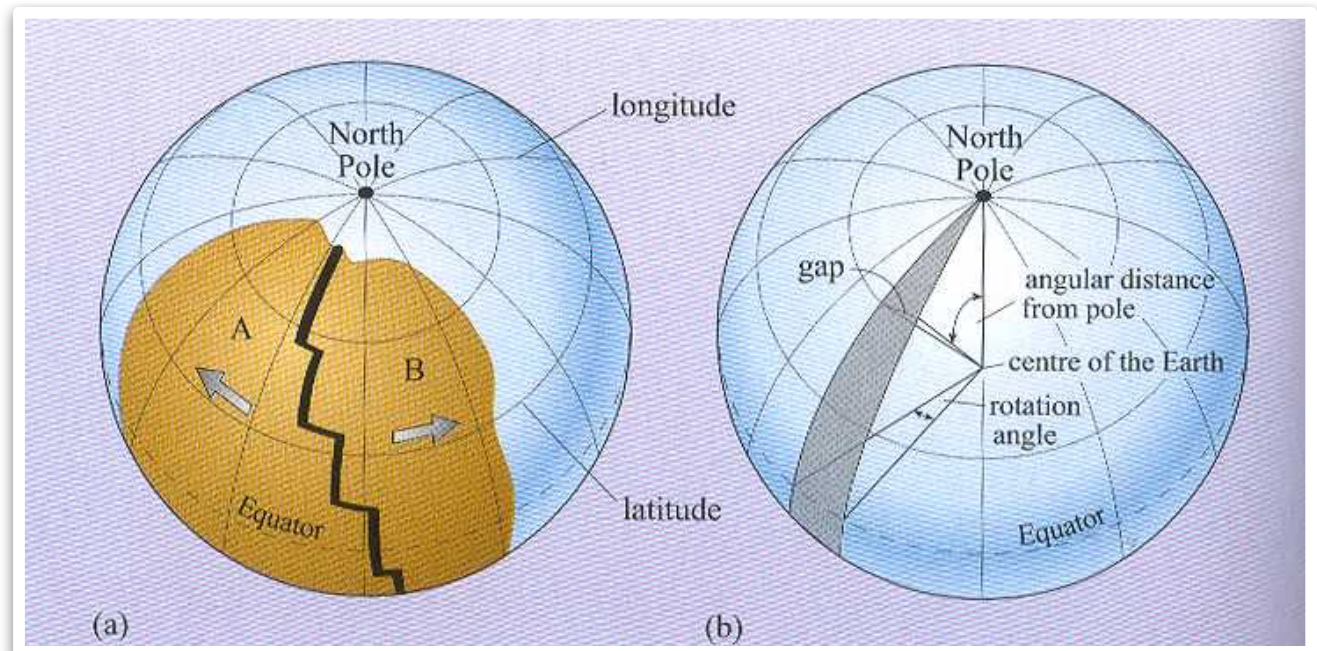 longitude
North
Pole
A
B
Equator
latitude
(a)
North
Pole
gap
angular distance
from pole
centre of the Earth
rotation
angle
Equator
(b)